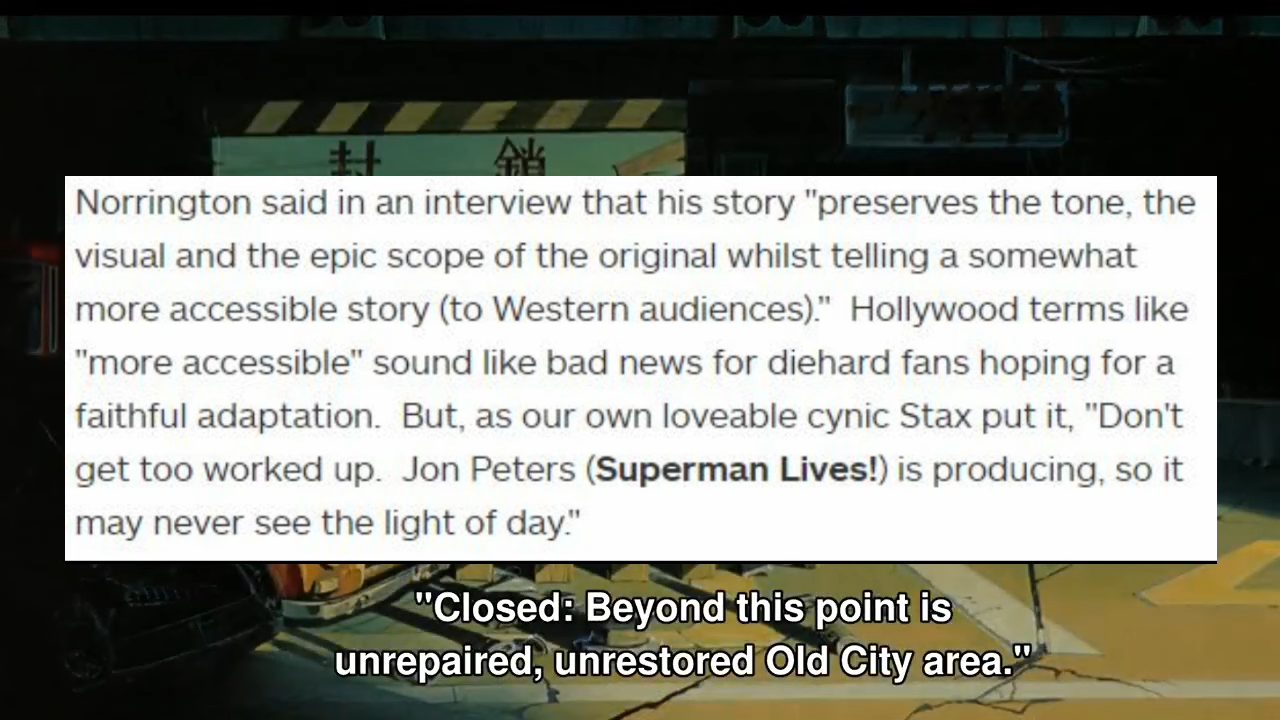 封鎖
Norrington said in an interview that his story "preserves the tone, the
visual and the epic scope of the original whilst telling a somewhat
more accessible story (to Western audiences)."  Hollywood terms like
"more accessible" sound like bad news for diehard fans hoping for a
faithful adaptation.  But, as our own loveable cynic Stax put it, "Don't
get too worked up.  Jon Peters (Superman Lives!) is producing, so it
may never see the light of day."
"Closed: Beyond this point is
unrepaired, unrestored Old City area."